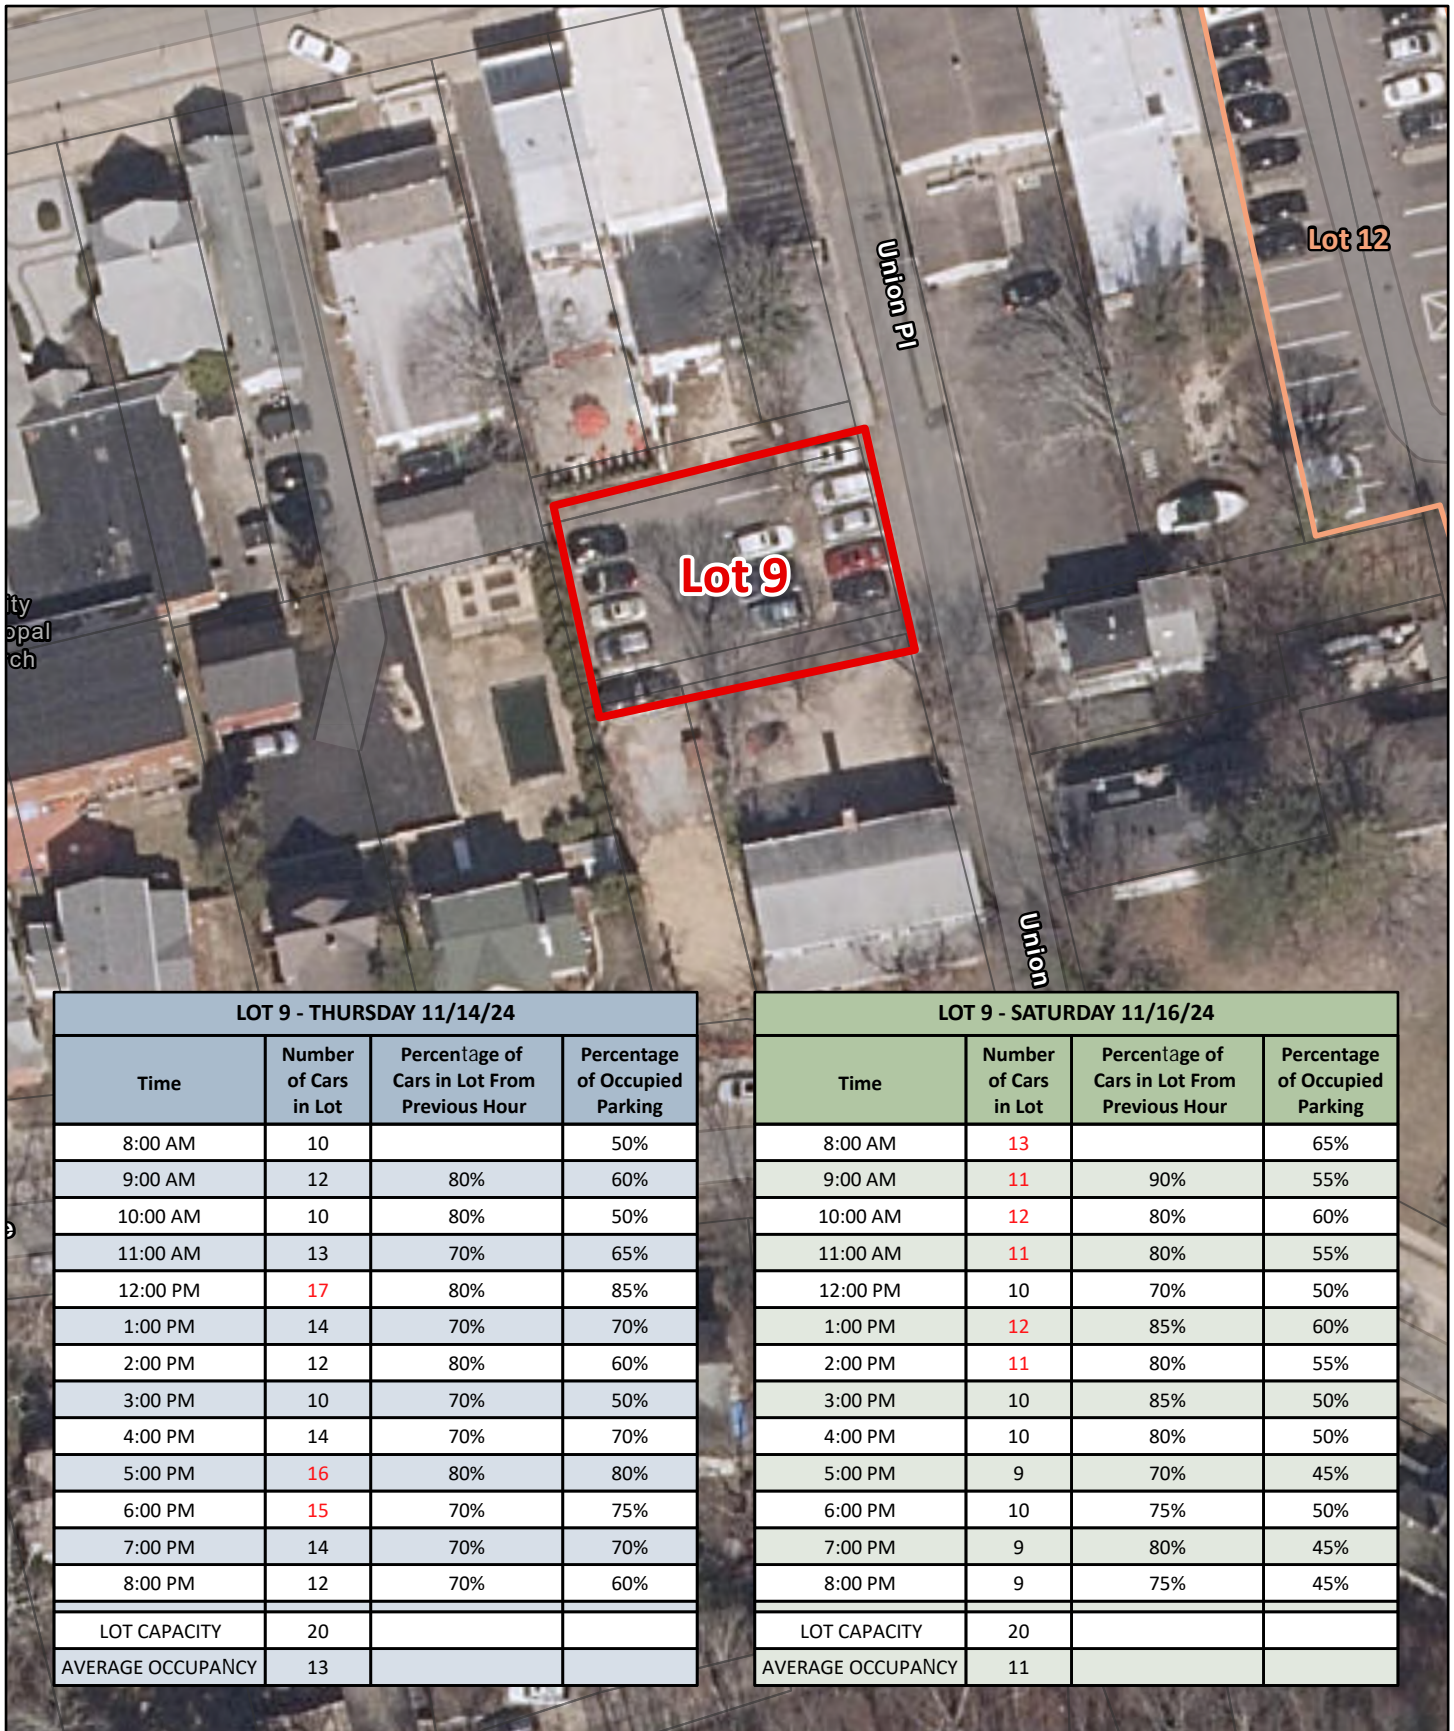 Lot 12
Union Pl
Lot 9
ity
opal
ch
Union
e
LOT 9 - THURSDAY 11/14/24
Time Number of Cars in Lot Percentage of Cars in Lot From Previous Hour Percentage of Occupied Parking
8:00 AM 10 50%
9:00 AM 12 80% 60%
10:00 AM 10 80% 50%
11:00 AM 13 70% 65%
12:00 PM 17 80% 85%
1:00 PM 14 70% 70%
2:00 PM 12 80% 60%
3:00 PM 10 70% 50%
4:00 PM 14 70% 70%
5:00 PM 16 80% 80%
6:00 PM 15 70% 75%
7:00 PM 14 70% 70%
8:00 PM 12 70% 60%
LOT CAPACITY 20
AVERAGE OCCUPANCY 13
LOT 9 - SATURDAY 11/16/24
Time Number of Cars in Lot Percentage of Cars in Lot From Previous Hour Percentage of Occupied Parking
8:00 AM 13 65%
9:00 AM 11 90% 55%
10:00 AM 12 80% 60%
11:00 AM 11 80% 55%
12:00 PM 10 70% 50%
1:00 PM 12 85% 60%
2:00 PM 11 80% 55%
3:00 PM 10 85% 50%
4:00 PM 10 80% 50%
5:00 PM 9 70% 45%
6:00 PM 10 75% 50%
7:00 PM 9 80% 45%
8:00 PM 9 75% 45%
LOT CAPACITY 20
AVERAGE OCCUPANCY 11